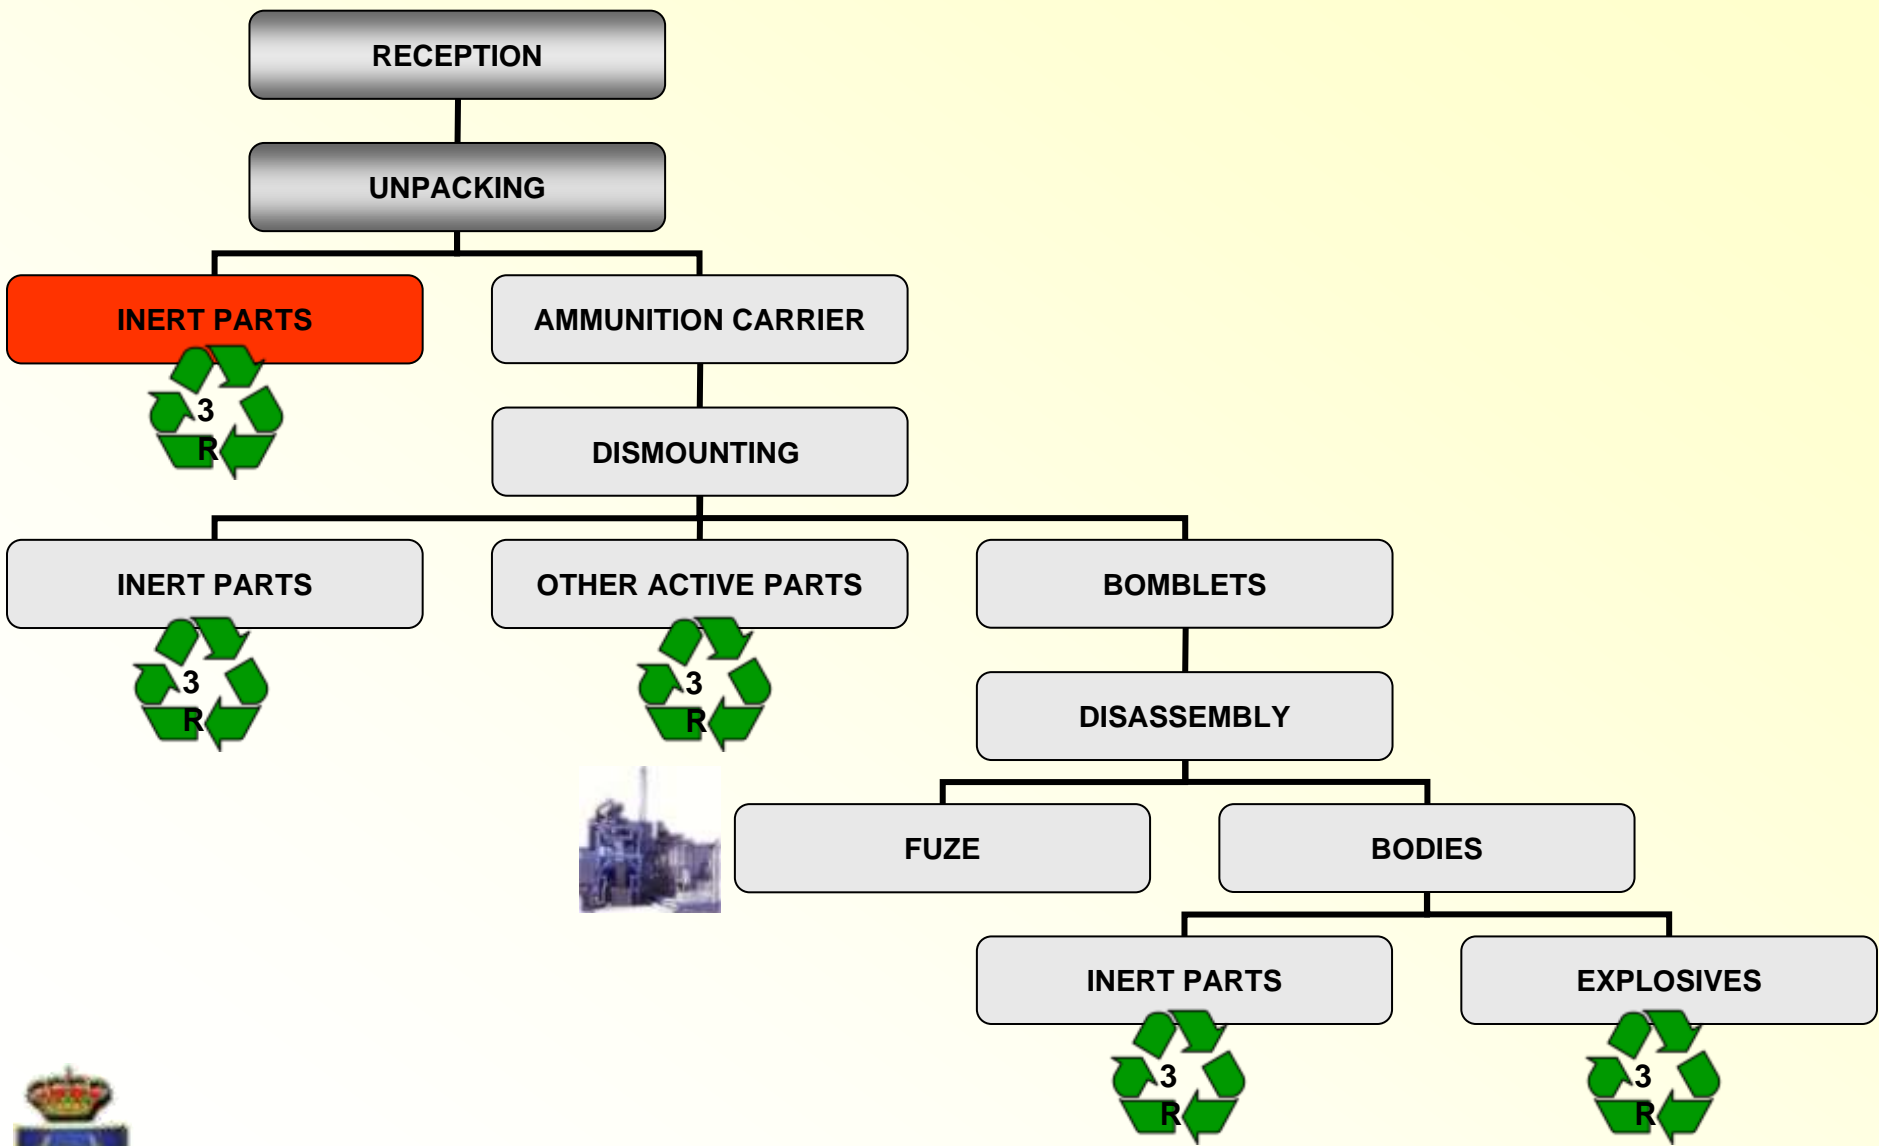 RECEPTION
UNPACKING
INERT PARTS
AMMUNITION CARRIER
3
R
DISMOUNTING
INERT PARTS
OTHER ACTIVE PARTS
BOMBLETS
3
R
3
R
DISASSEMBLY
FUZE
BODIES
INERT PARTS
EXPLOSIVES
3
R
3
R